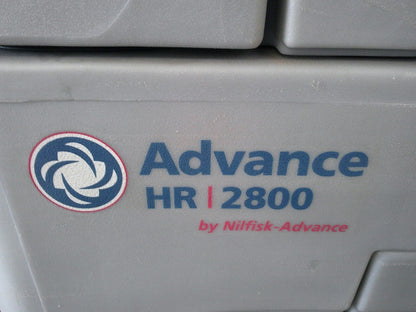 Advance
HR | 2800
by Nilfisk-Advance